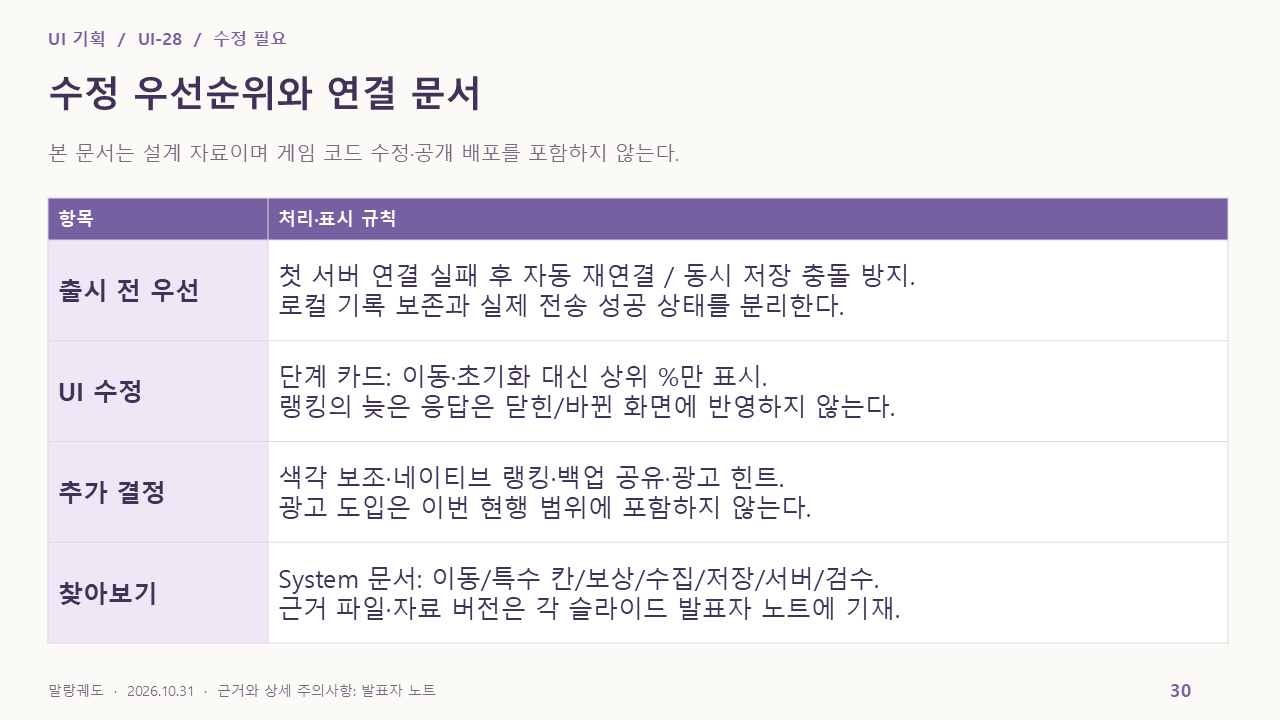 UI 기획 / UI-28 / 수정 필요
수정 우선순위와 연결 문서
본 문서는 설계 자료이며 게임 코드 수정·공개 배포를 포함하지 않는다.
항목
처리·표시 규칙
출시 전 우선
첫 서버 연결 실패 후 자동 재연결 / 동시 저장 충돌 방지.
로컬 기록 보존과 실제 전송 성공 상태를 분리한다.
UI 수정
단계 카드: 이동·초기화 대신 상위 %만 표시.
랭킹의 늦은 응답은 닫힌/바뀐 화면에 반영하지 않는다.
추가 결정
색각 보조·네이티브 랭킹·백업 공유·광고 힌트.
광고 도입은 이번 현행 범위에 포함하지 않는다.
찾아보기
System 문서: 이동/특수 칸/보상/수집/저장/서버/검수.
근거 파일·자료 버전은 각 슬라이드 발표자 노트에 기재.
말랑궤도 · 2026.10.31 · 근거와 상세 주의사항: 발표자 노트
30